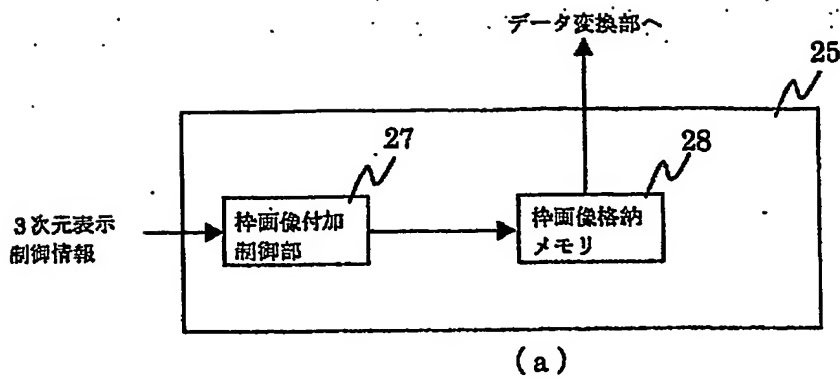 データ変換部へ
25
27
28
3次元表示
制御情報
枠画像付加
制御部
枠画像格納
メモリ
(a)